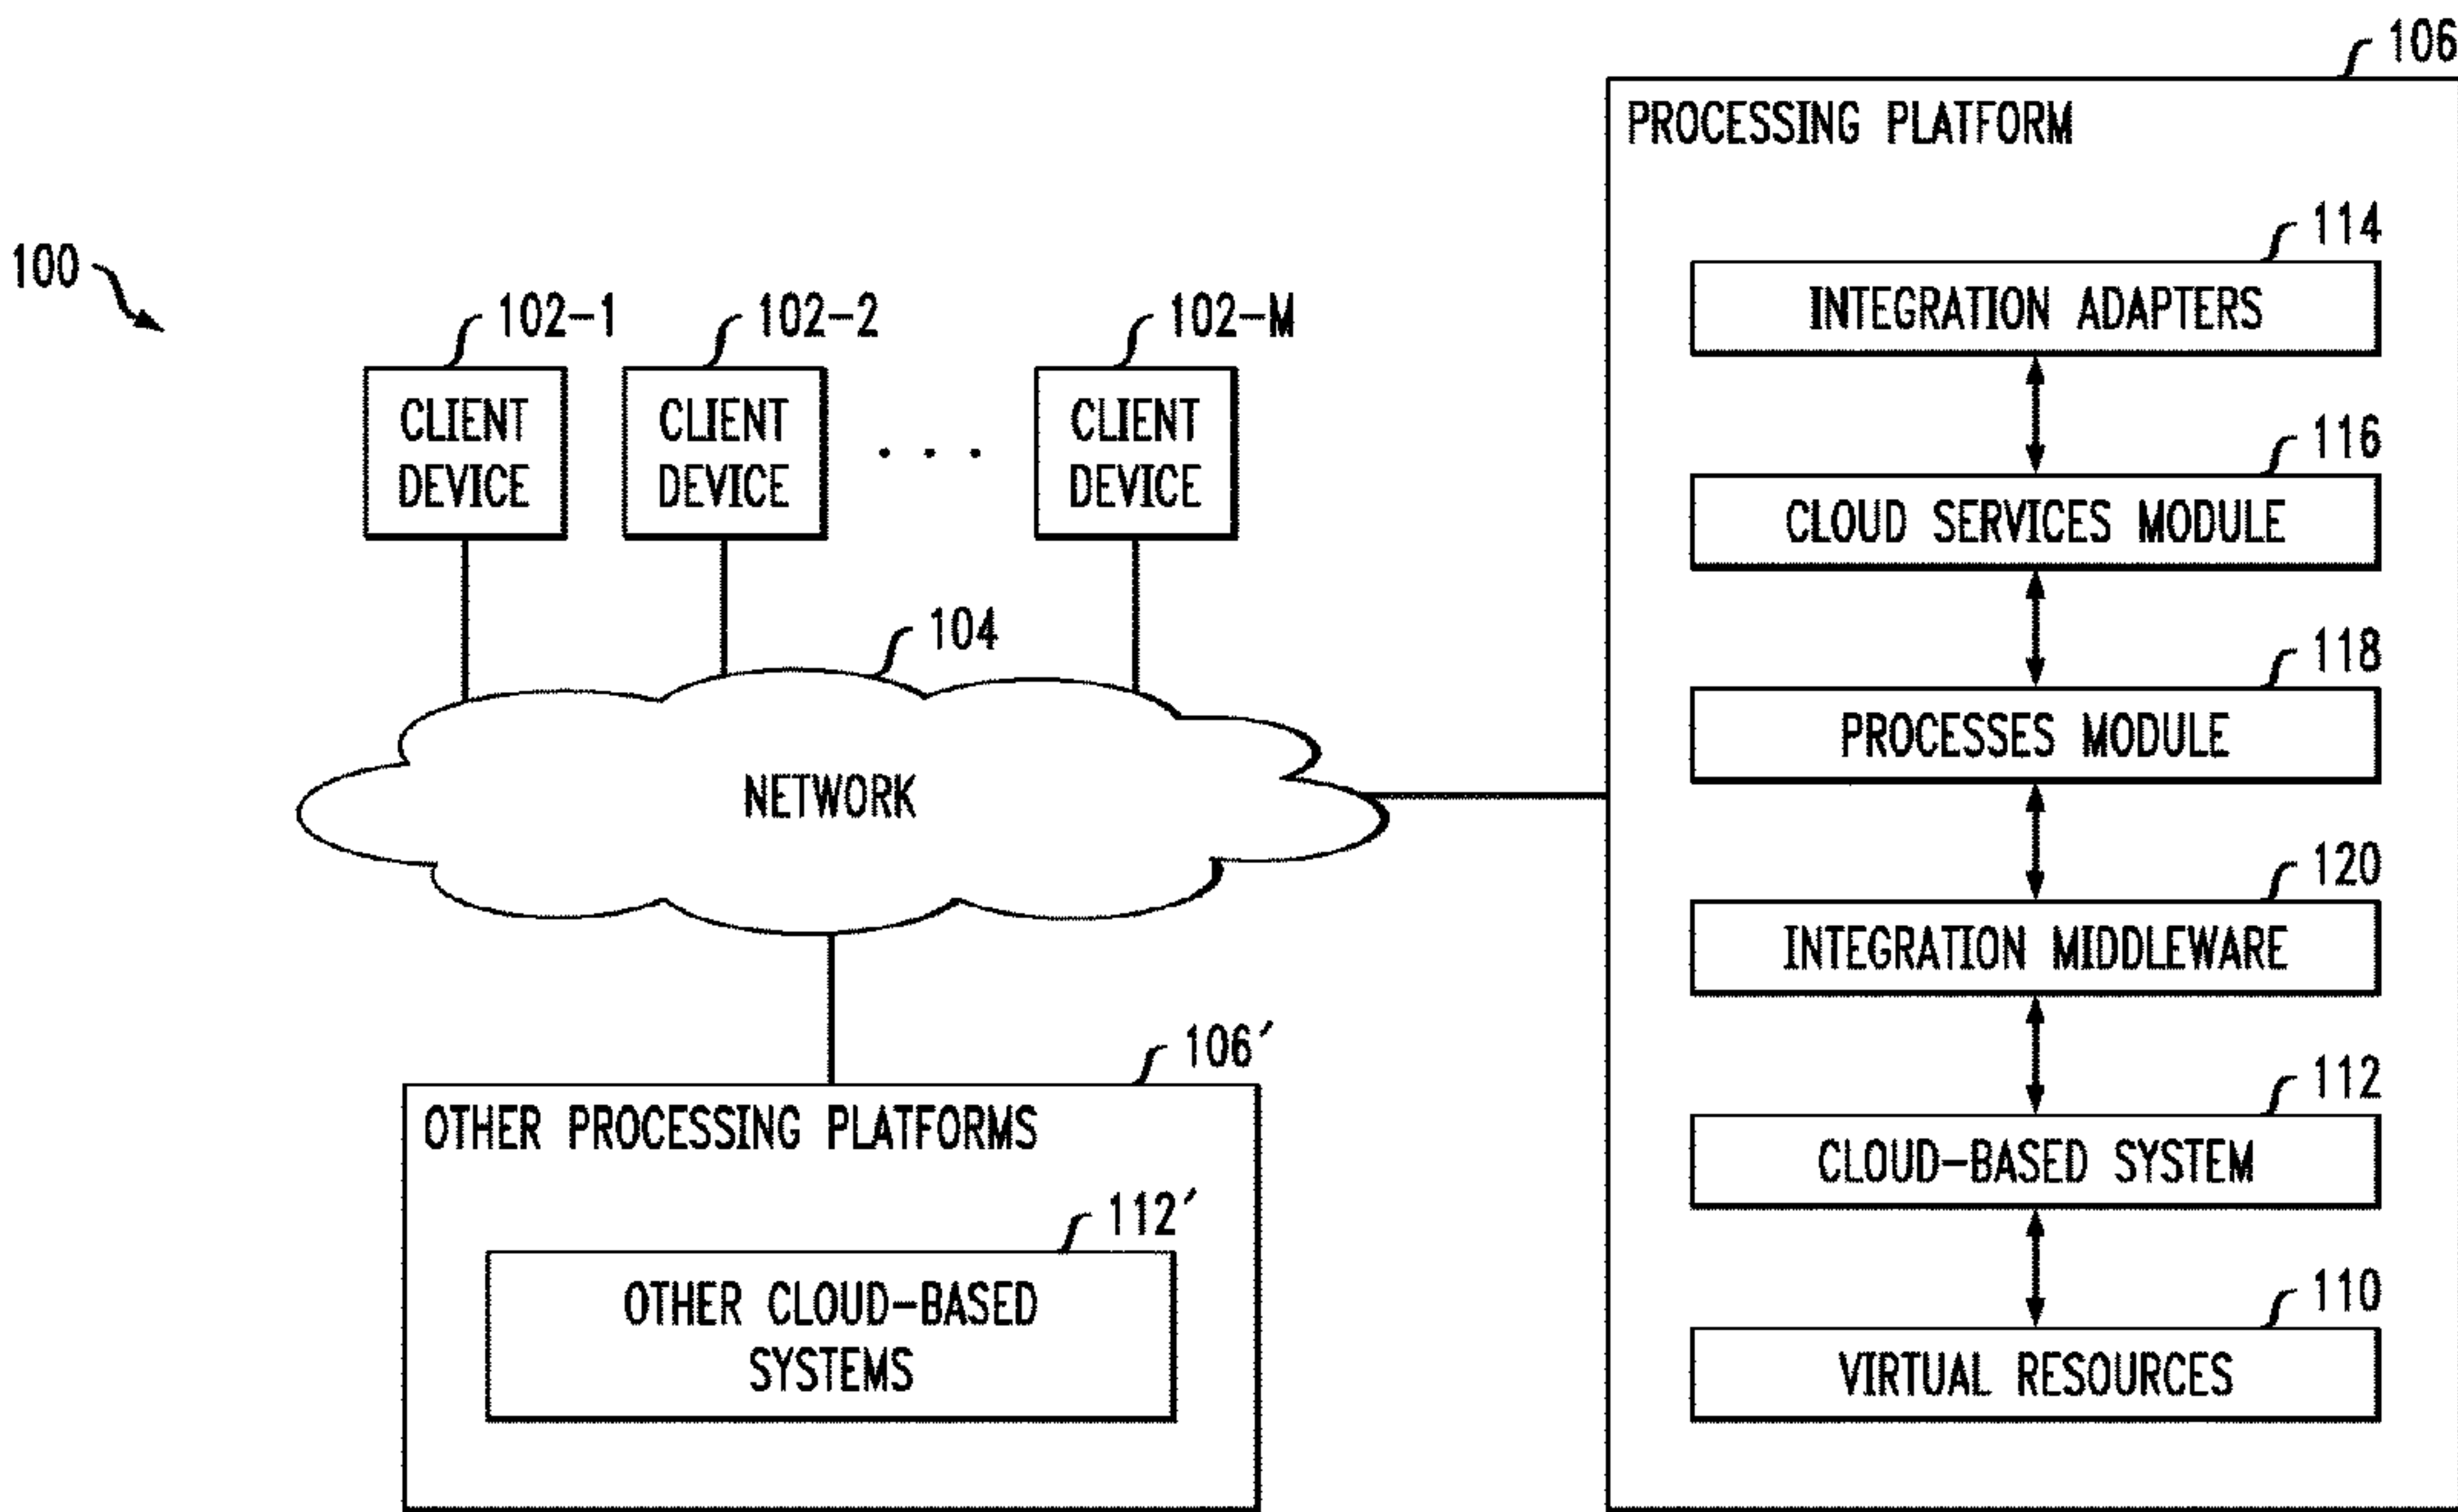 106
PROCESSING PLATFORM
114
INTEGRATION ADAPTERS
116
CLOUD SERVICES MODULE
118
PROCESSES MODULE
120
INTEGRATION MIDDLEWARE
112
CLOUD-BASED SYSTEM
110
VIRTUAL RESOURCES
100
102-1
CLIENT
DEVICE
102-2
CLIENT
DEVICE
. . .
102-M
CLIENT
DEVICE
104
NETWORK
106′
OTHER PROCESSING PLATFORMS
112′
OTHER CLOUD-BASED
SYSTEMS